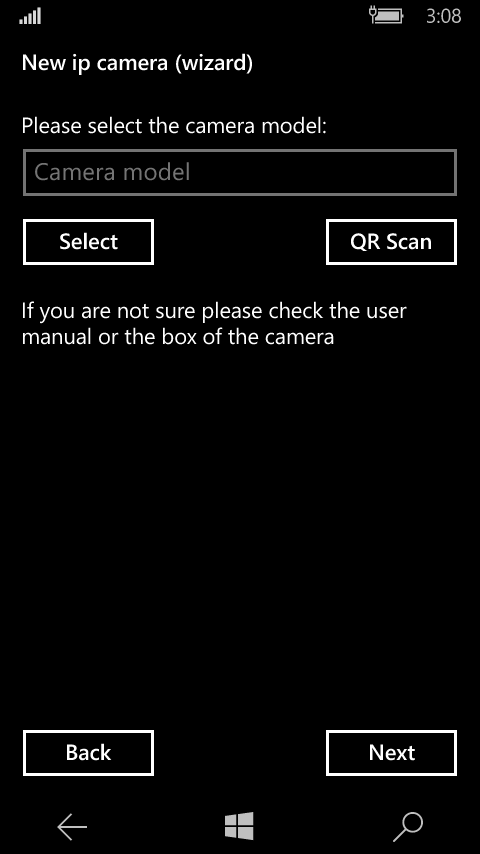 3:08
New ip camera (wizard)
Please select the camera model:
Camera model
Select
QR Scan
If you are not sure please check the user
manual or the box of the camera
Back
Next